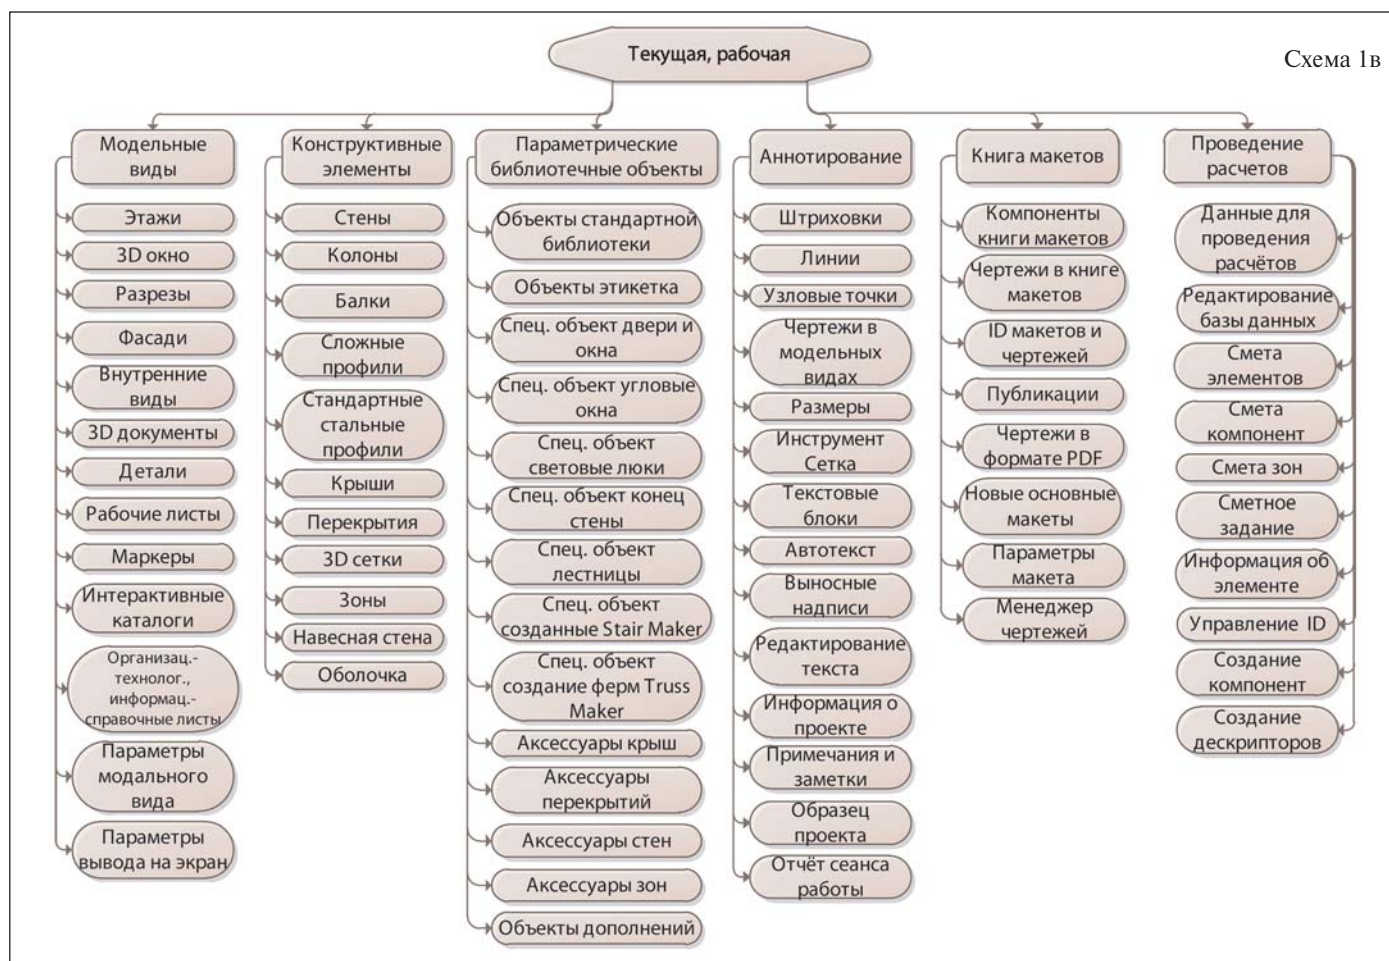 Схема 1в
Текущая, рабочая
Модельные
виды
Этажи
3D окно
Разрезы
Фасади
Внутренние
виды
3D документы
Детали
Рабочие листы
Маркеры
Интерактивные
каталоги
Организац.-
технолог.,
информац.-
справочные листы
Параметры
модального
вида
Параметры
вывода на экран
Конструктивные
элементы
Стены
Колоны
Балки
Сложные
профили
Стандартные
стальные
профили
Крыши
Перекрытия
3D сетки
Зоны
Навесная стена
Оболочка
Параметрические
библиотечные объекты
Объекты стандартной
библиотеки
Объекты этикетка
Спец. объект двери и
окна
Спец. объект угловые
окна
Спец. объект
световые люки
Спец. объект конец
стены
Спец. объект
лестницы
Спец. объект
созданные Stair Maker
Спец. объект
создание ферм Truss
Maker
Аксессуары крыш
Аксессуары
перекрытий
Аксессуары стен
Аксессуары зон
Объекты дополнений
Аннотирование
Штриховки
Линии
Узловые точки
Чертежи в
модельных
видах
Размеры
Инструмент
Сетка
Текстовые
блоки
Автотекст
Выносные
надписи
Редактирование
текста
Информация о
проекте
Примечания и
заметки
Образец
проекта
Отчёт сеанса
работы
Книга макетов
Компоненты
книги макетов
Чертежи в книге
макетов
ID макетов и
чертежей
Публикации
Чертежи в
формате PDF
Новые основные
макеты
Параметры
макета
Менеджер
чертежей
Проведение
расчетов
Данные для
проведения
расчётов
Редактирование
базы данных
Смета
элементов
Смета
компонент
Смета зон
Сметное
задание
Информация об
элементе
Управление ID
Создание
компонент
Создание
дескрипторов